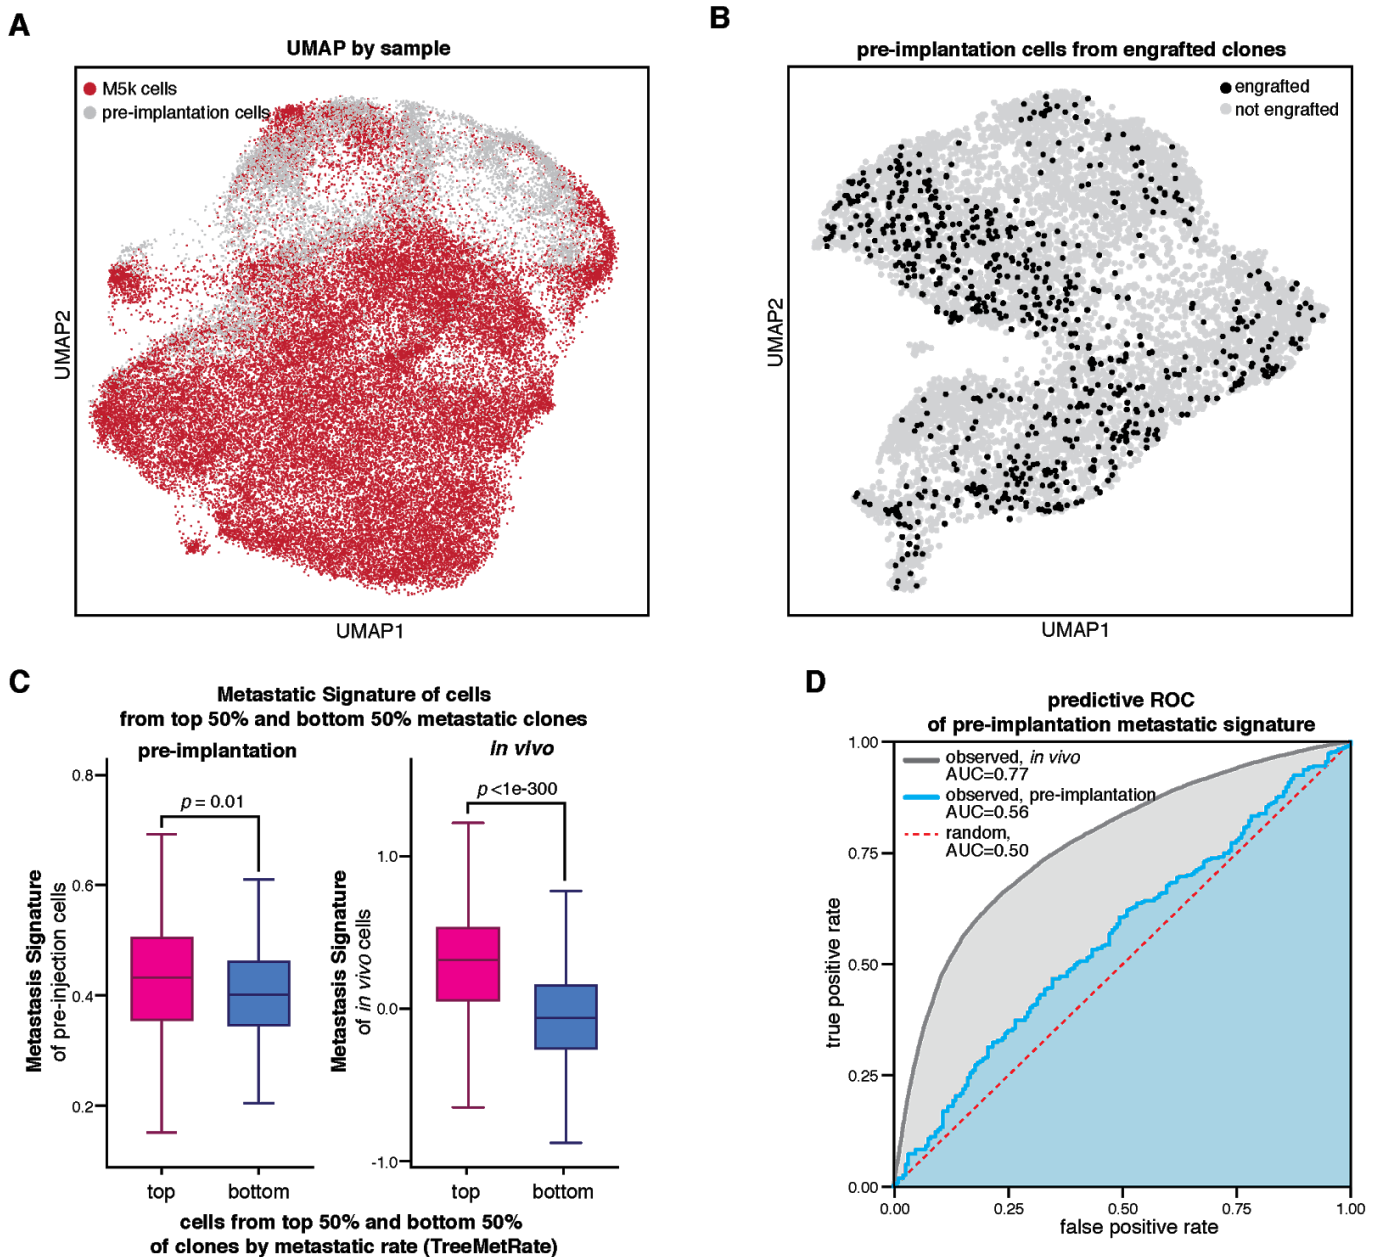 A
UMAP by sample
M5k cells
pre-implantation cells
UMAP2
UMAP1
B
pre-implantation cells from engrafted clones
engrafted
not engrafted
UMAP2
UMAP1
C
Metastatic Signature of cells
from top 50% and bottom 50% metastatic clones
pre-implantation
Metastasis Signature
of pre-injection cells
0.8
0.6
0.4
0.2
p = 0.01
top
bottom
in vivo
Metastasis Signature
of in vivo cells
1.0
0.0
-1.0
p <1e-300
top
bottom
cells from top 50% and bottom 50%
of clones by metastatic rate (TreeMetRate)
D
predictive ROC
of pre-implantation metastatic signature
observed, in vivo
AUC=0.77
observed, pre-implantation
AUC=0.56
random,
AUC=0.50
true positive rate
1.00
0.75
0.50
0.25
0.00
0.00
0.25
0.50
0.75
1.00
false positive rate